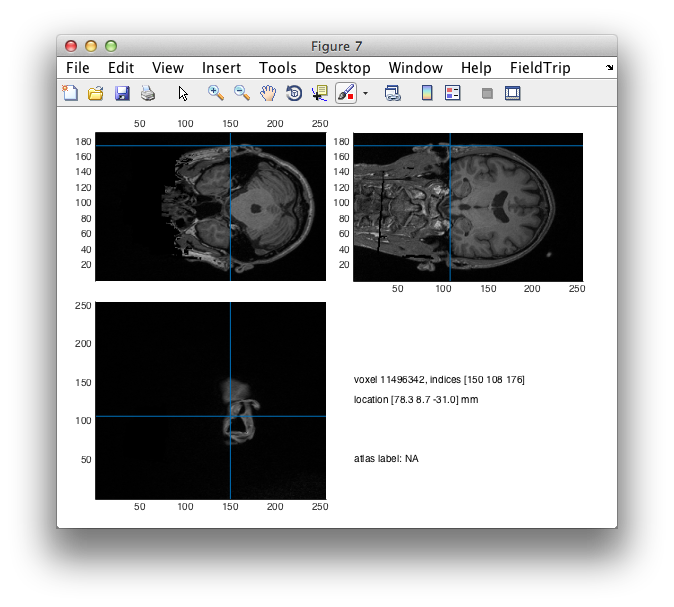 Figure 7
File Edit View Insert Tools Desktop Window Help FieldTrip
50 100 150 200 250
180
160
140
120
100
80
60
40
20
180
160
140
120
100
80
60
40
20
50 100 150 200 250
250
200
150
100
50
50 100 150 200 250
voxel 11496342, indices [150 108 176]
location [78.3 8.7 -31.0] mm
atlas label: NA